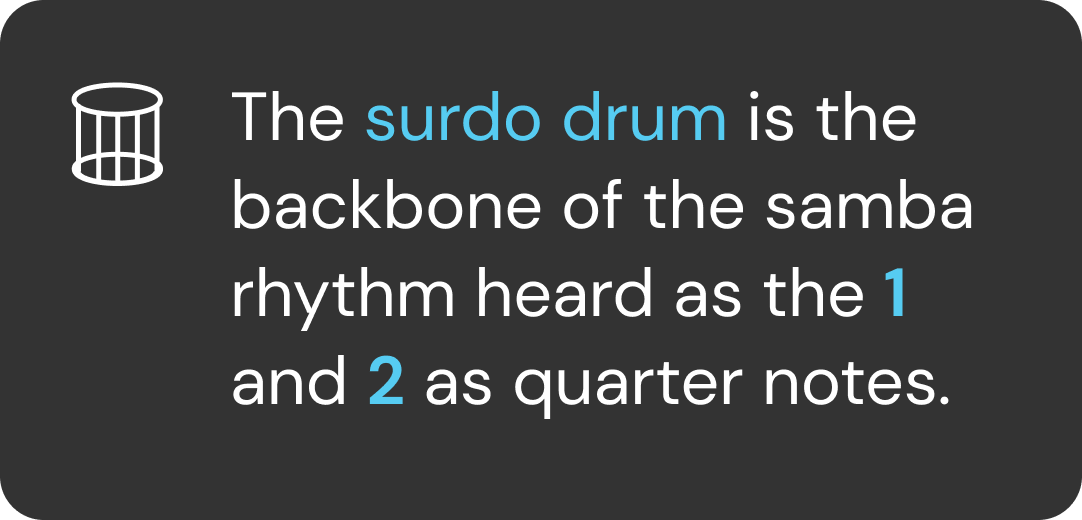 The surdo drum is the
backbone of the samba
rhythm heard as the 1
and 2 as quarter notes.